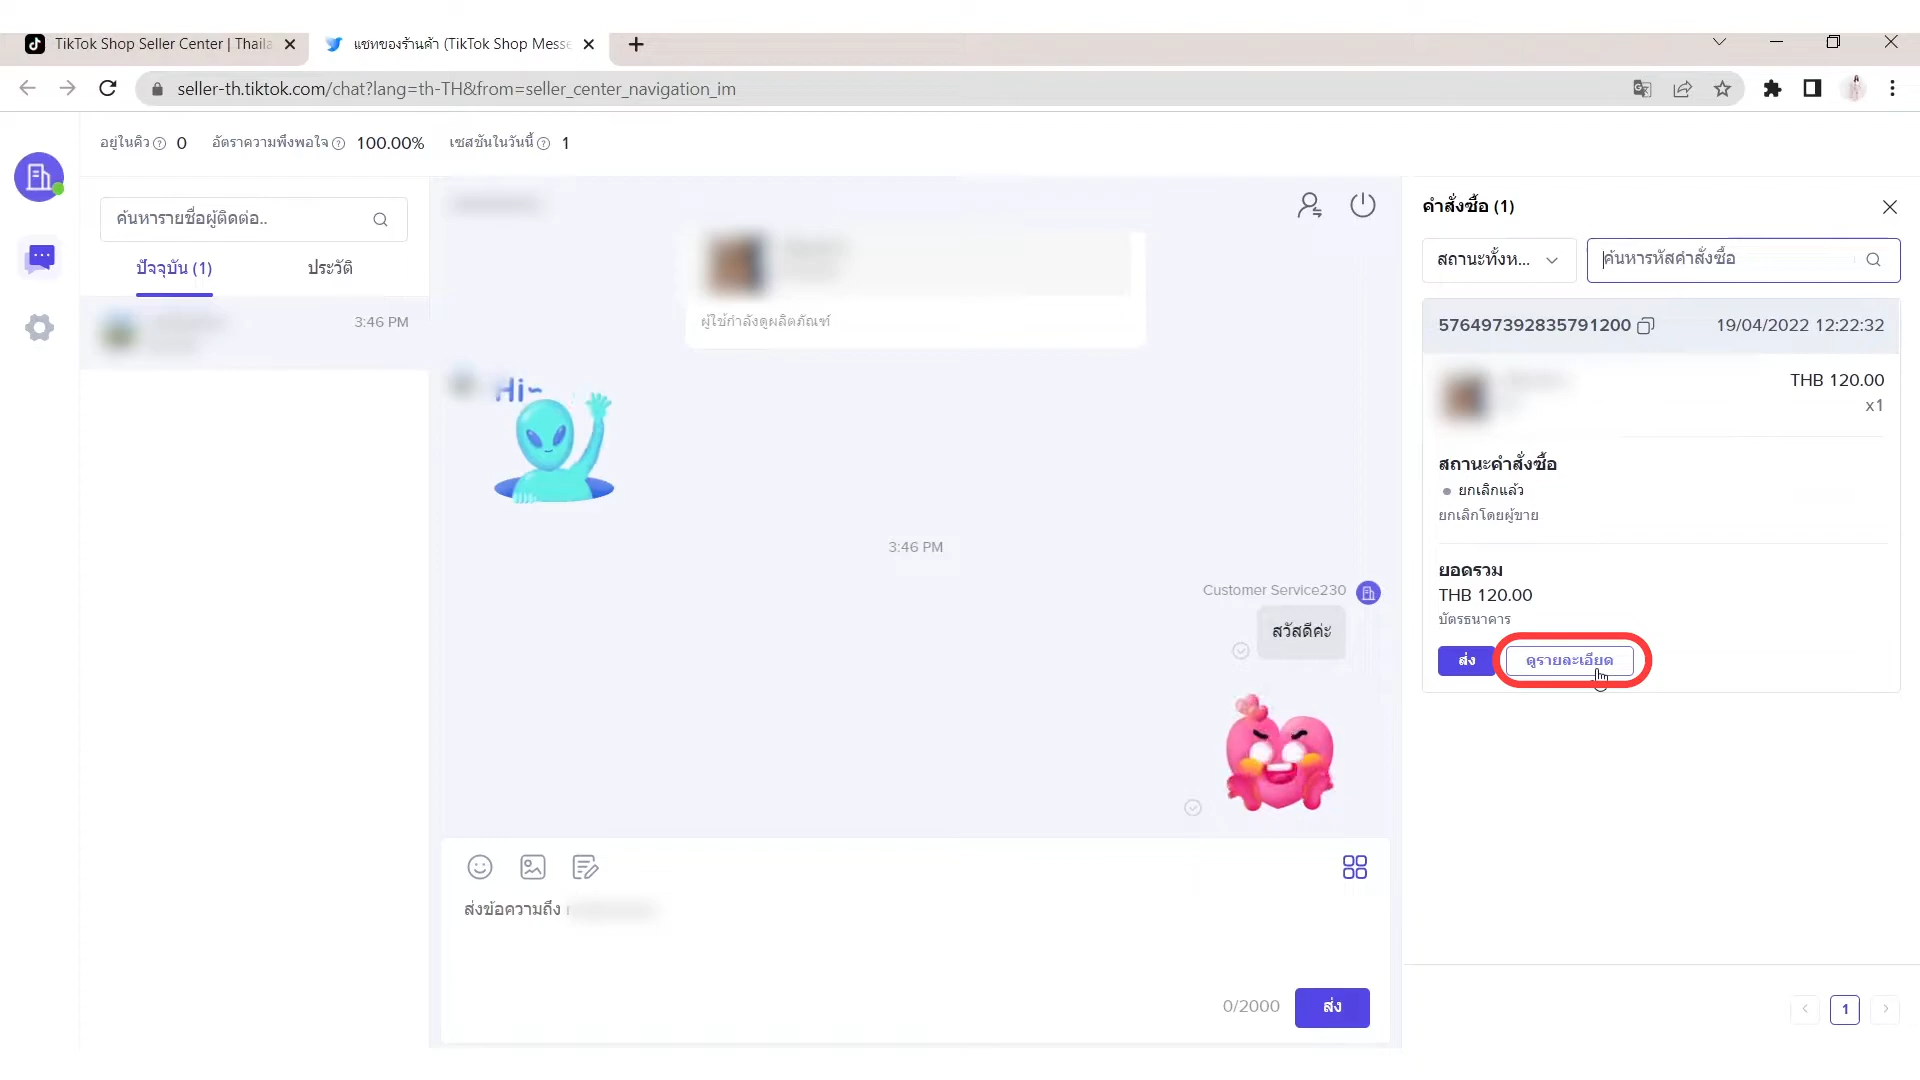 TikTok Shop Seller Center | Thaila
แชทของร้านค้า (TikTok Shop Messe
seller-th.tiktok.com/chat?lang=th-TH&from=seller_center_navigation_im
อยู่ในคิว 0 อัตราความพึงพอใจ 100.00% เซสชันในวันนี้ 1
ค้นหารายชื่อผู้ติดต่อ..
ปัจจุบัน (1) ประวัติ
3:46 PM
ผู้ใช้กำลังดูผลิตภัณฑ์
Hi~
3:46 PM
Customer Service230
สวัสดีค่ะ
ส่งข้อความถึง
0/2000 ส่ง
คำสั่งซื้อ (1)
สถานะทั้งห... ค้นหารหัสคำสั่งซื้อ
576497392835791200 19/04/2022 12:22:32
THB 120.00
x1
สถานะคำสั่งซื้อ
ยกเลิกแล้ว
ยกเลิกโดยผู้ขาย
ยอดรวม
THB 120.00
บัตรธนาคาร
ส่ง ดูรายละเอียด
1